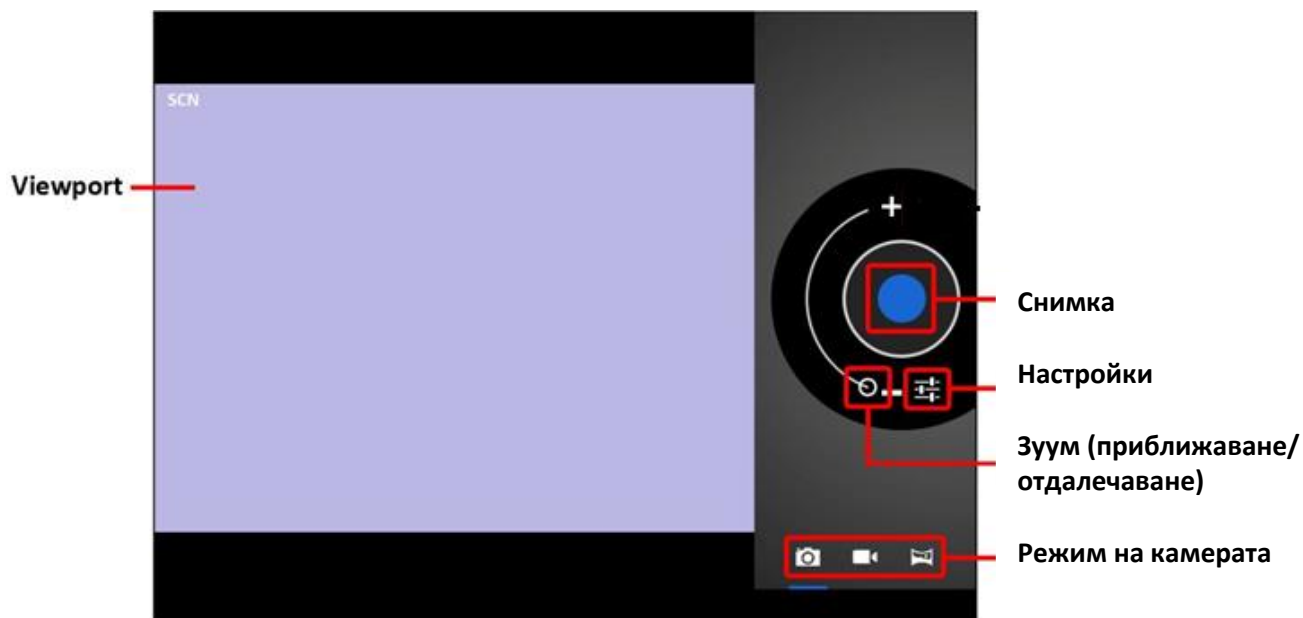 SCN
Viewport
Снимка
Настройки
Зуум (приближаване/
отдалечаване)
Режим на камерата